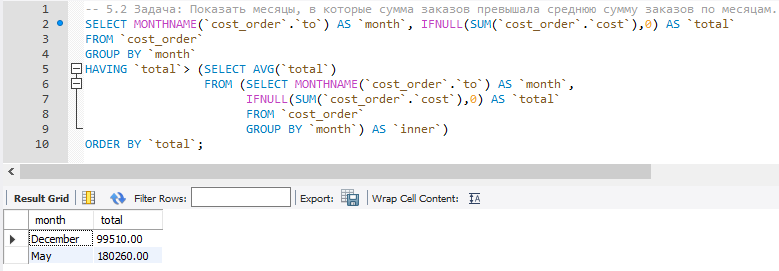 1 -- 5.2 Задача: Показать месяцы, в которые сумма заказов превышала среднюю сумму заказов по месяцам.
2 SELECT MONTHNAME(`cost_order`.`to`) AS `month`, IFNULL(SUM(`cost_order`.`cost`),0) AS `total`
3 FROM `cost_order`
4 GROUP BY `month`
5 HAVING `total`> (SELECT AVG(`total`)
6 FROM (SELECT MONTHNAME(`cost_order`.`to`) AS `month`,
7 IFNULL(SUM(`cost_order`.`cost`),0) AS `total`
8 FROM `cost_order`
9 GROUP BY `month`) AS `inner`)
10 ORDER BY `total`;
Result Grid Filter Rows: Export: Wrap Cell Content: IA
month total
December 99510.00
May 180260.00